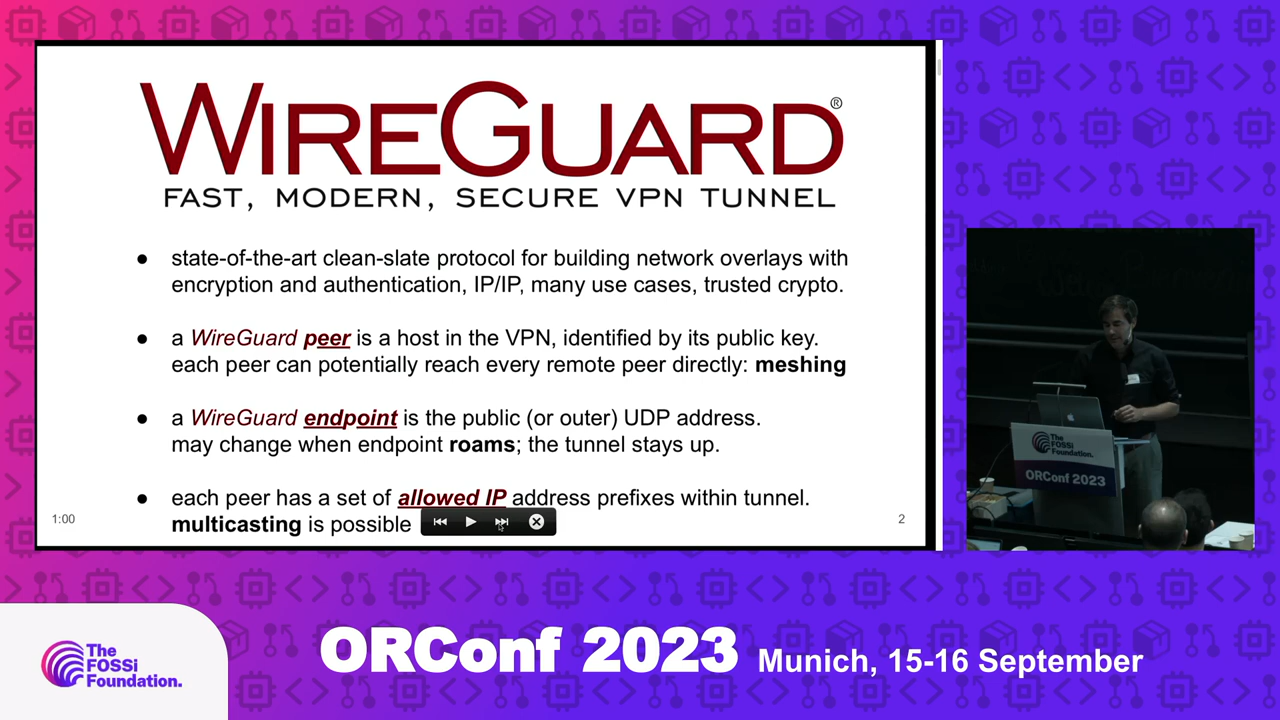 WIREGUARD®
FAST, MODERN, SECURE VPN TUNNEL
● state-of-the-art clean-slate protocol for building network overlays with
encryption and authentication, IP/IP, many use cases, trusted crypto.
● a WireGuard peer is a host in the VPN, identified by its public key.
each peer can potentially reach every remote peer directly: meshing
● a WireGuard endpoint is the public (or outer) UDP address.
may change when endpoint roams; the tunnel stays up.
● each peer has a set of allowed IP address prefixes within tunnel.
multicasting is possible
1:00
2
The
FOSSi
Foundation.
ORConf 2023
The
FOSSi
Foundation.
ORConf 2023 Munich, 15-16 September